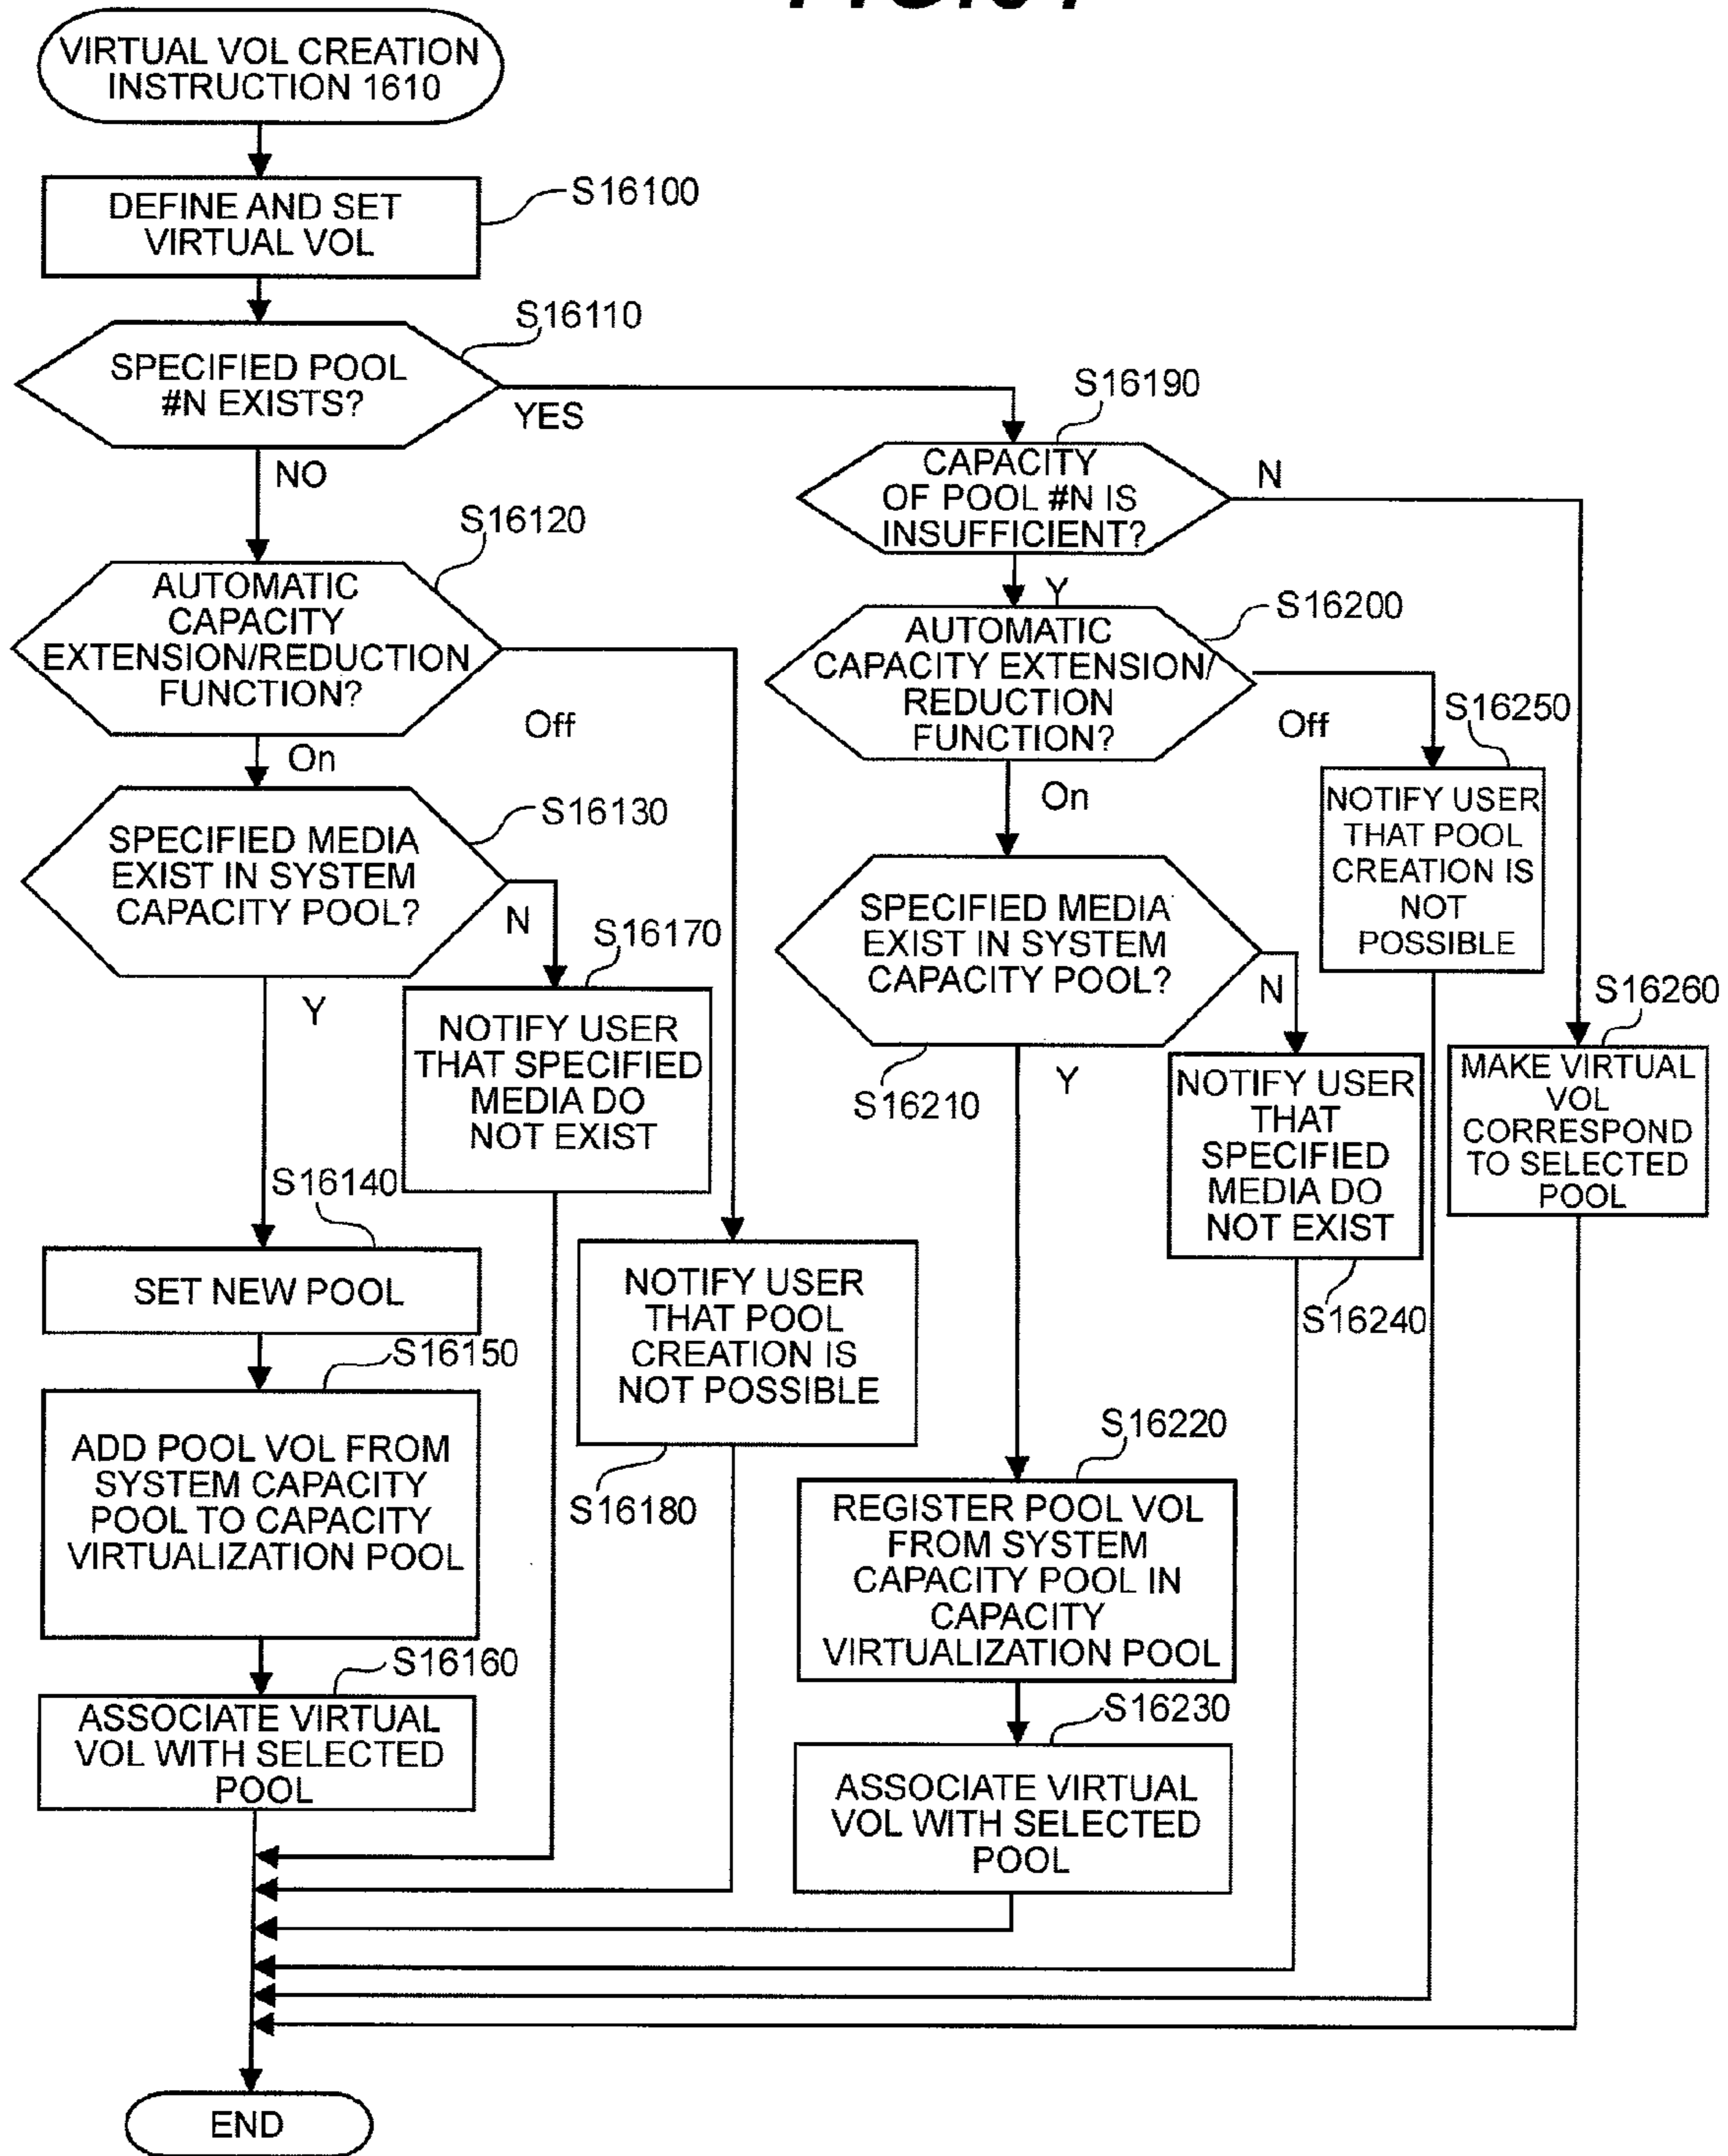 VIRTUAL VOL CREATION
INSTRUCTION 1610
DEFINE AND SET
VIRTUAL VOL
S16100
SPECIFIED POOL
#N EXISTS?
S16110
YES
NO
CAPACITY
OF POOL #N IS
INSUFFICIENT?
S16190
N
Y
AUTOMATIC
CAPACITY
EXTENSION/REDUCTION
FUNCTION?
S16120
Off
On
AUTOMATIC
CAPACITY EXTENSION/
REDUCTION
FUNCTION?
S16200
Off
On
S16250
NOTIFY USER
THAT POOL
CREATION IS
NOT
POSSIBLE
SPECIFIED MEDIA
EXIST IN SYSTEM
CAPACITY POOL?
S16130
N
Y
S16170
NOTIFY USER
THAT SPECIFIED
MEDIA DO
NOT EXIST
SPECIFIED MEDIA
EXIST IN SYSTEM
CAPACITY POOL?
S16210
N
Y
NOTIFY USER
THAT
SPECIFIED
MEDIA DO
NOT EXIST
S16240
S16260
MAKE VIRTUAL
VOL
CORRESPOND
TO SELECTED
POOL
S16140
SET NEW POOL
S16150
ADD POOL VOL FROM
SYSTEM CAPACITY
POOL TO CAPACITY
VIRTUALIZATION POOL
NOTIFY USER
THAT POOL
CREATION IS
NOT POSSIBLE
S16180
S16220
REGISTER POOL VOL
FROM SYSTEM
CAPACITY POOL IN
CAPACITY
VIRTUALIZATION POOL
S16160
ASSOCIATE VIRTUAL
VOL WITH SELECTED
POOL
S16230
ASSOCIATE VIRTUAL
VOL WITH SELECTED
POOL
END